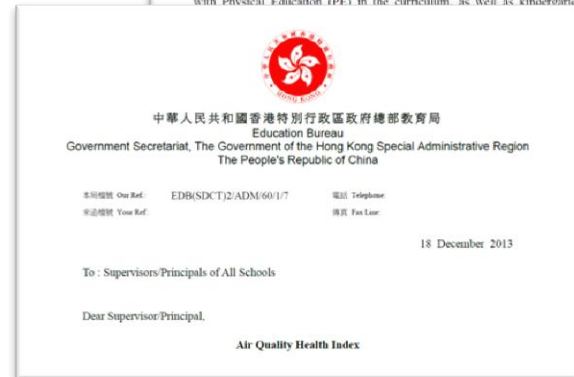 with Physical Education (PE) in the curriculum, as well as kindergarte
HONG KONG
中華人民共和國香港特別行政區政府總部教育局
Education Bureau
Government Secretariat, The Government of the Hong Kong Special Administrative Region
The People's Republic of China
本局檔號 Our Ref.: EDB(SDCT)2/ADM/60/1/7 電話 Telephone:
來函檔號 Your Ref.: 傳真 Fax Line:
18 December 2013
To : Supervisors/Principals of All Schools
Dear Supervisor/Principal,
Air Quality Health Index